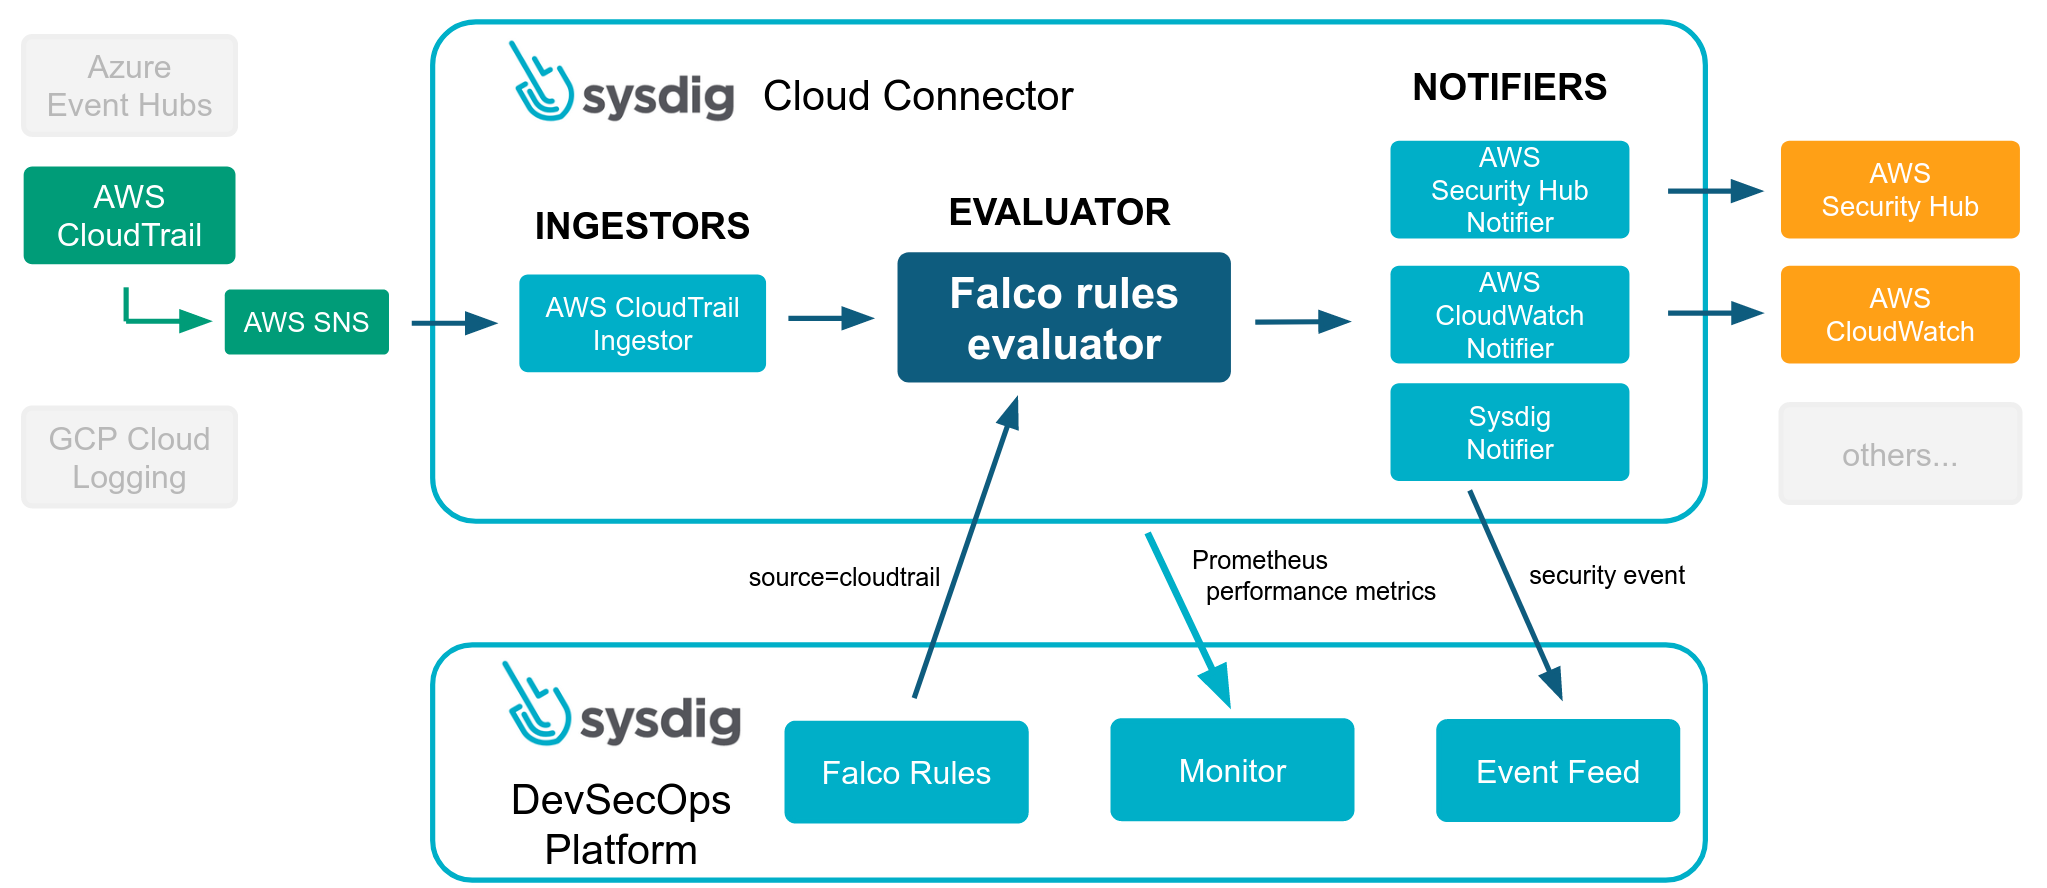 Azure
Event Hubs
AWS
CloudTrail
AWS SNS
GCP Cloud
Logging
sysdig Cloud Connector
INGESTORS
AWS CloudTrail
Ingestor
EVALUATOR
Falco rules
evaluator
NOTIFIERS
AWS
Security Hub
Notifier
AWS
CloudWatch
Notifier
Sysdig
Notifier
AWS
Security Hub
AWS
CloudWatch
others...
source=cloudtrail
Prometheus
performance metrics
security event
sysdig
DevSecOps
Platform
Falco Rules
Monitor
Event Feed